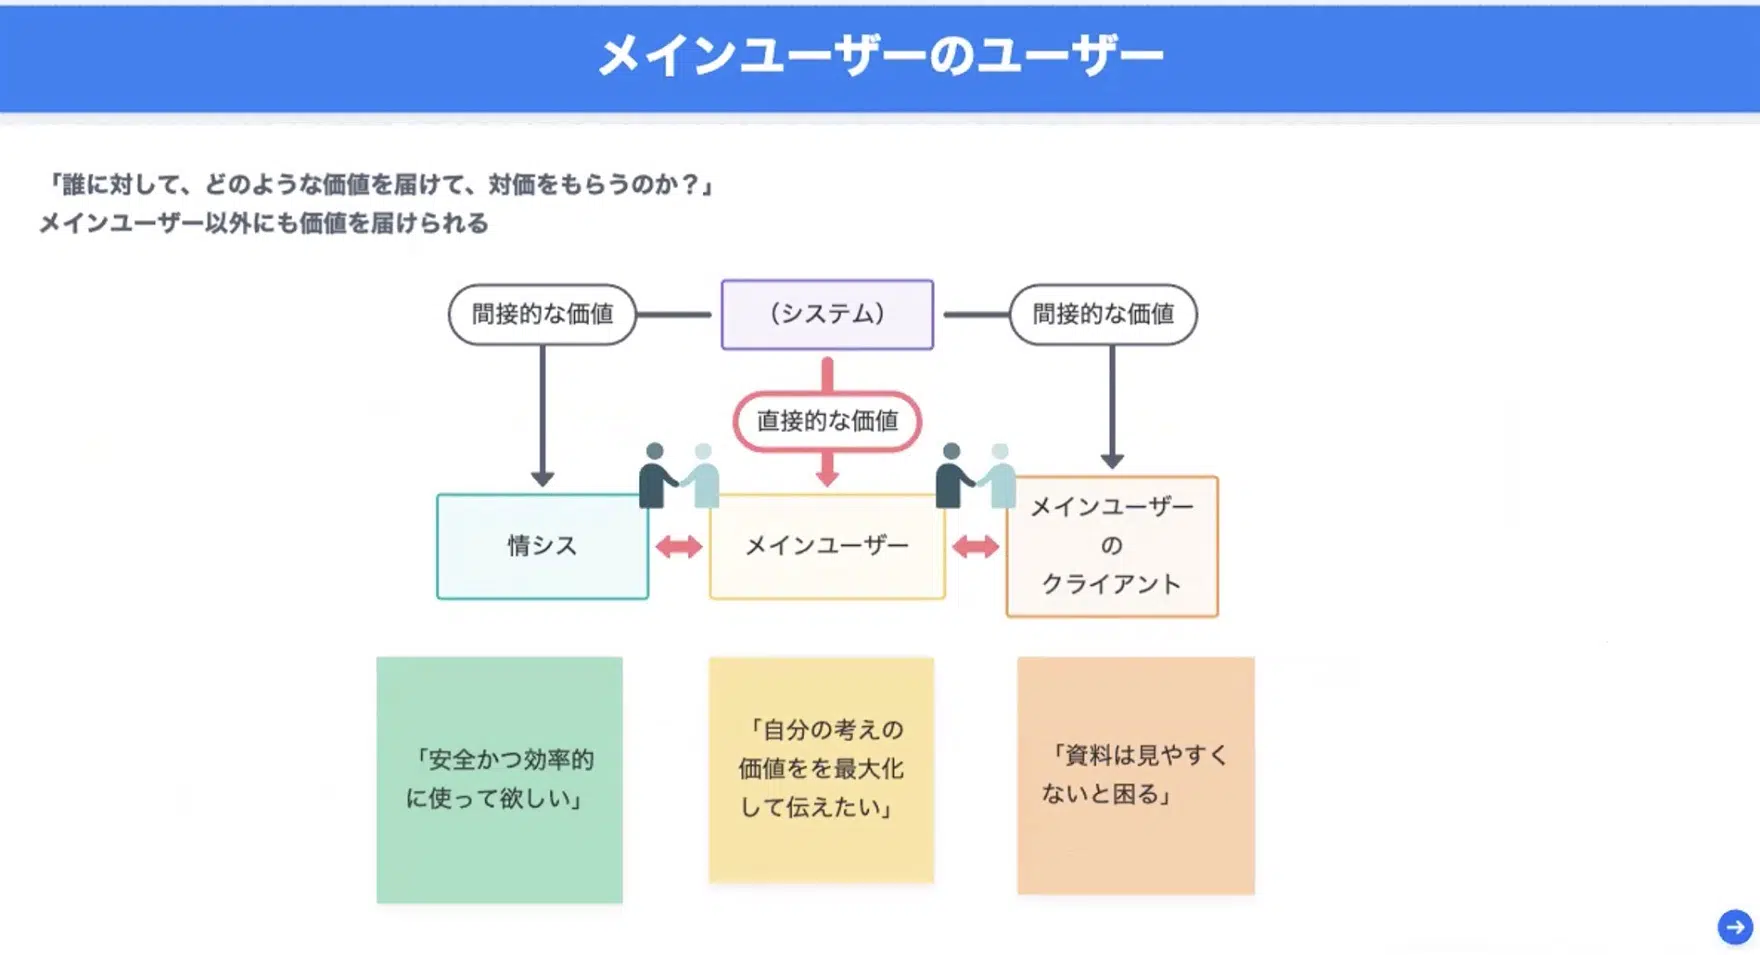 メインユーザーのユーザー
「誰に対して、どのような価値を届けて、対価をもらうのか？」
メインユーザー以外にも価値を届けられる
間接的な価値
（システム）
間接的な価値
直接的な価値
情シス
メインユーザー
メインユーザー
の
クライアント
「安全かつ効率的
に使って欲しい」
「自分の考えの
価値をを最大化
して伝えたい」
「資料は見やすく
ないと困る」